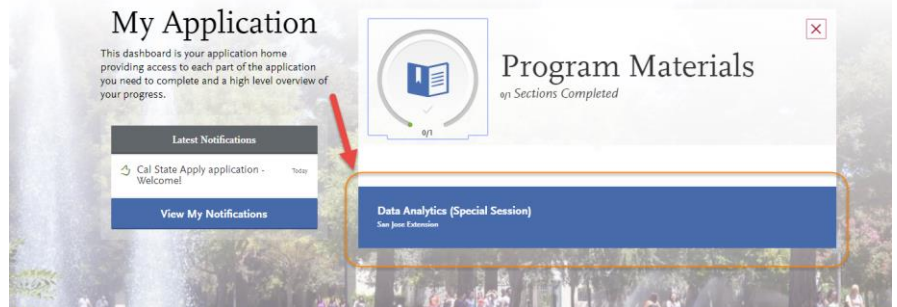 My Application
This dashboard is your application home
providing access to each part of the application
you need to complete and a high level overview of
your progress.
Latest Notifications
Cal State Apply application -
Welcome!
Today
View My Notifications
0/1
Program Materials
0/1 Sections Completed
Data Analytics (Special Session)
San Jose Extension